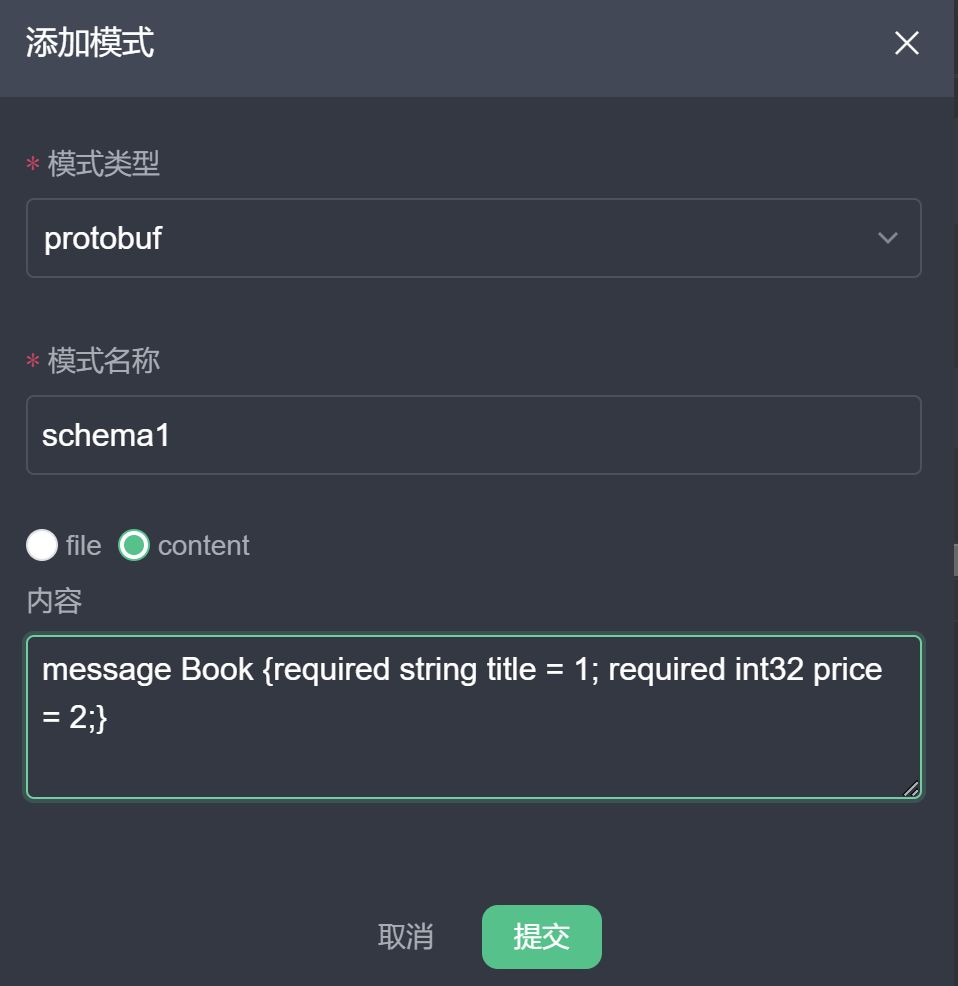 添加模式
* 模式类型
protobuf
* 模式名称
schema1
file content
内容
message Book {required string title = 1; required int32 price
= 2;}
取消 提交